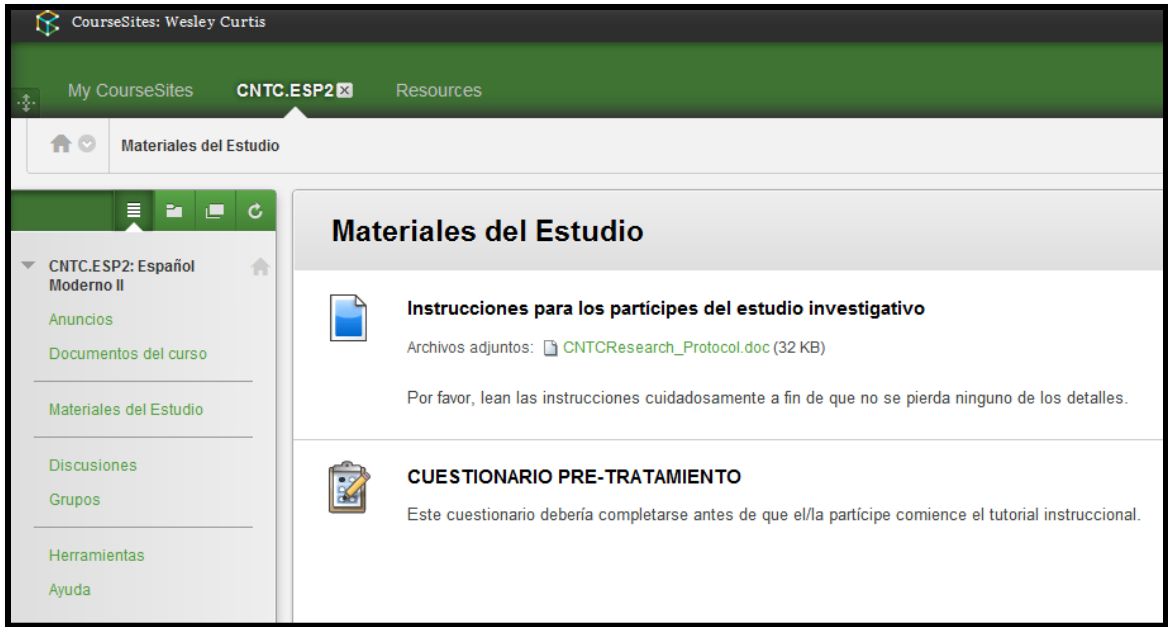 CourseSites: Wesley Curtis
My CourseSites CNTC.ESP2 Resources
Materiales del Estudio
CNTC.ESP2: Español
Moderno II
Anuncios
Documentos del curso
Materiales del Estudio
Discusiones
Grupos
Herramientas
Ayuda
Materiales del Estudio
Instrucciones para los partícipes del estudio investigativo
Archivos adjuntos: CNTCResearch_Protocol.doc (32 KB)
Por favor, lean las instrucciones cuidadosamente a fin de que no se pierda ninguno de los detalles.
CUESTIONARIO PRE-TRATAMIENTO
Este cuestionario debería completarse antes de que el/la partícipe comience el tutorial instruccional.